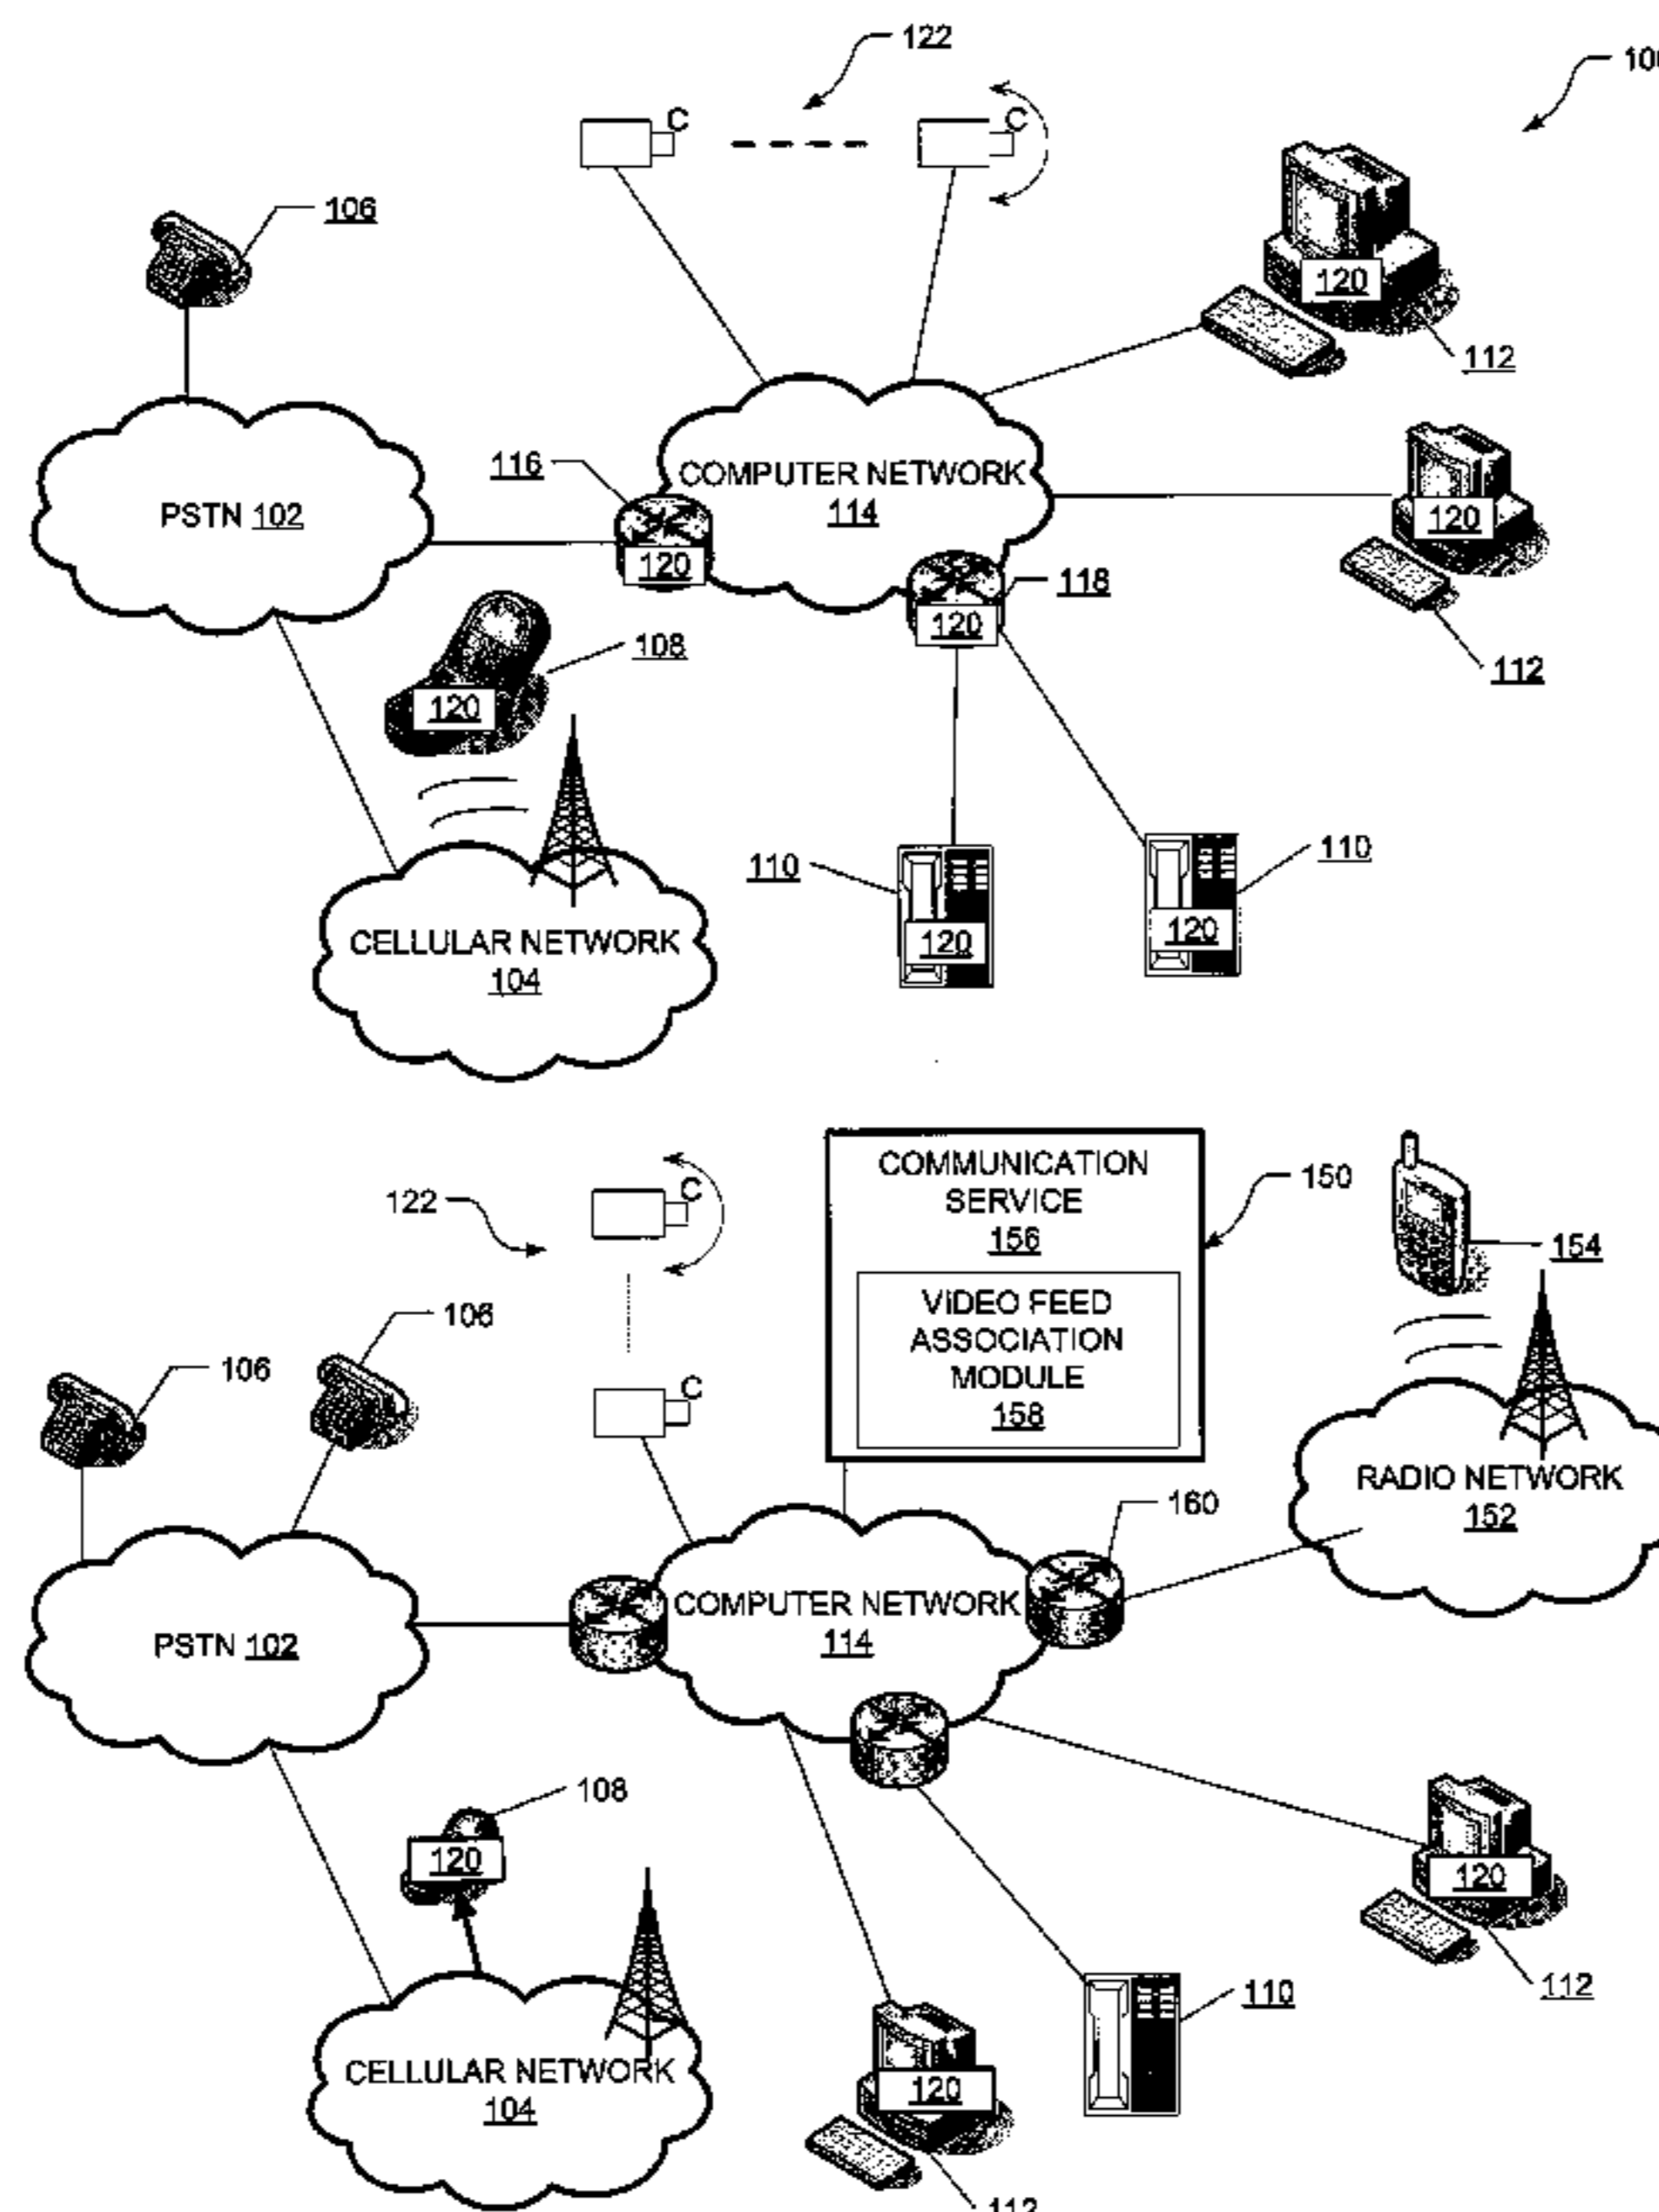 122
C
C
106
120
112
116
COMPUTER NETWORK
114
PSTN 102
120
120
118
120
108
120
112
110
110
120
120
CELLULAR NETWORK
104
COMMUNICATION
SERVICE
156
150
122
C
154
VIDEO FEED
ASSOCIATION
MODULE
158
106
106
C
RADIO NETWORK
152
160
COMPUTER NETWORK
114
PSTN 102
108
120
120
112
110
CELLULAR NETWORK
104
120
112